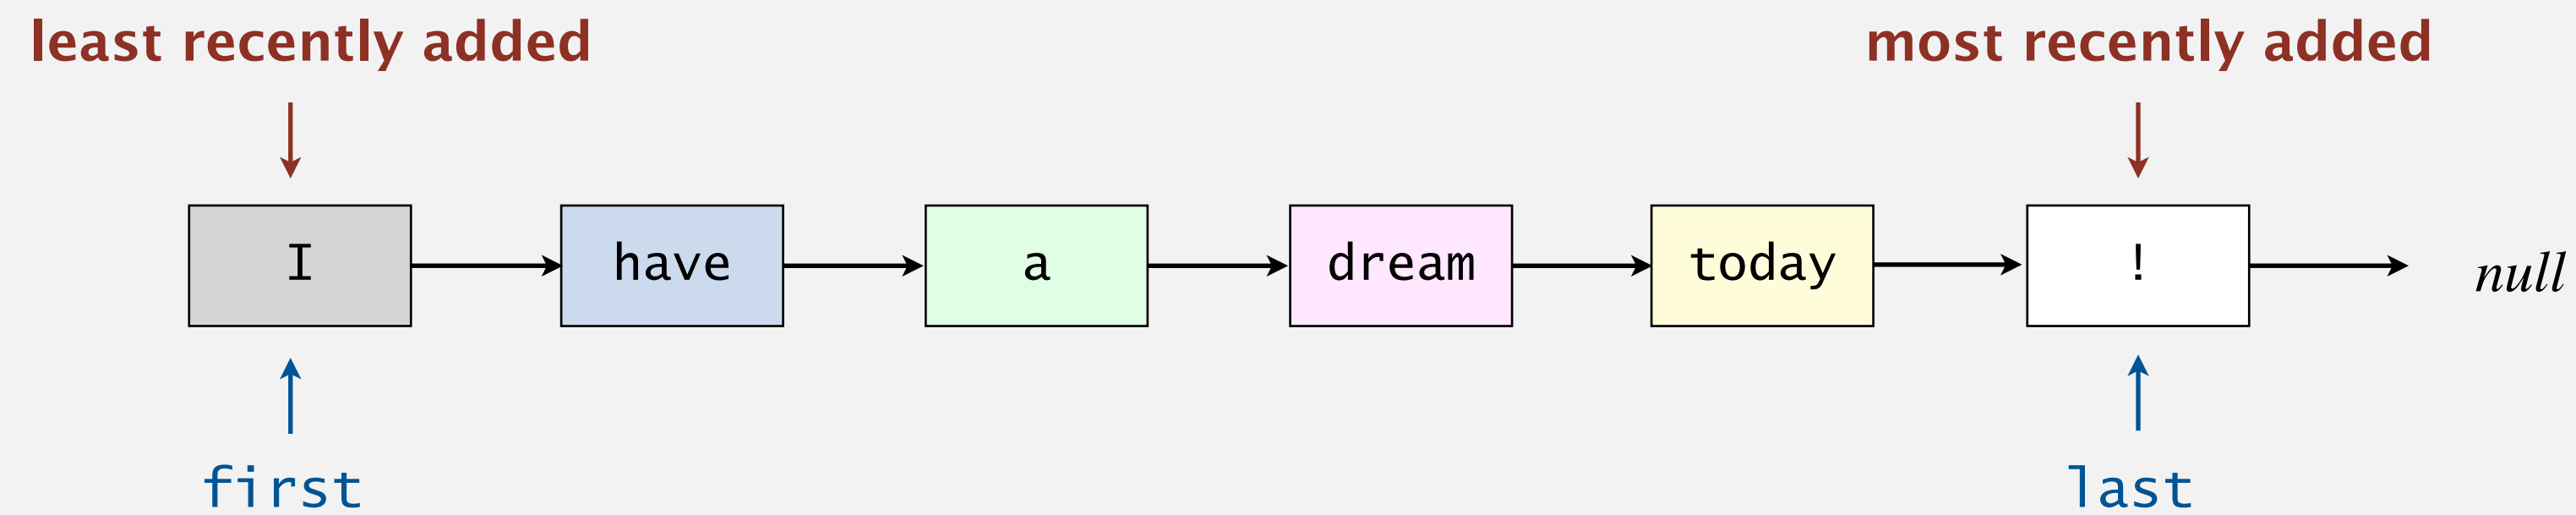 least recently added
most recently added
I
have
a
dream
today
!
null
first
last